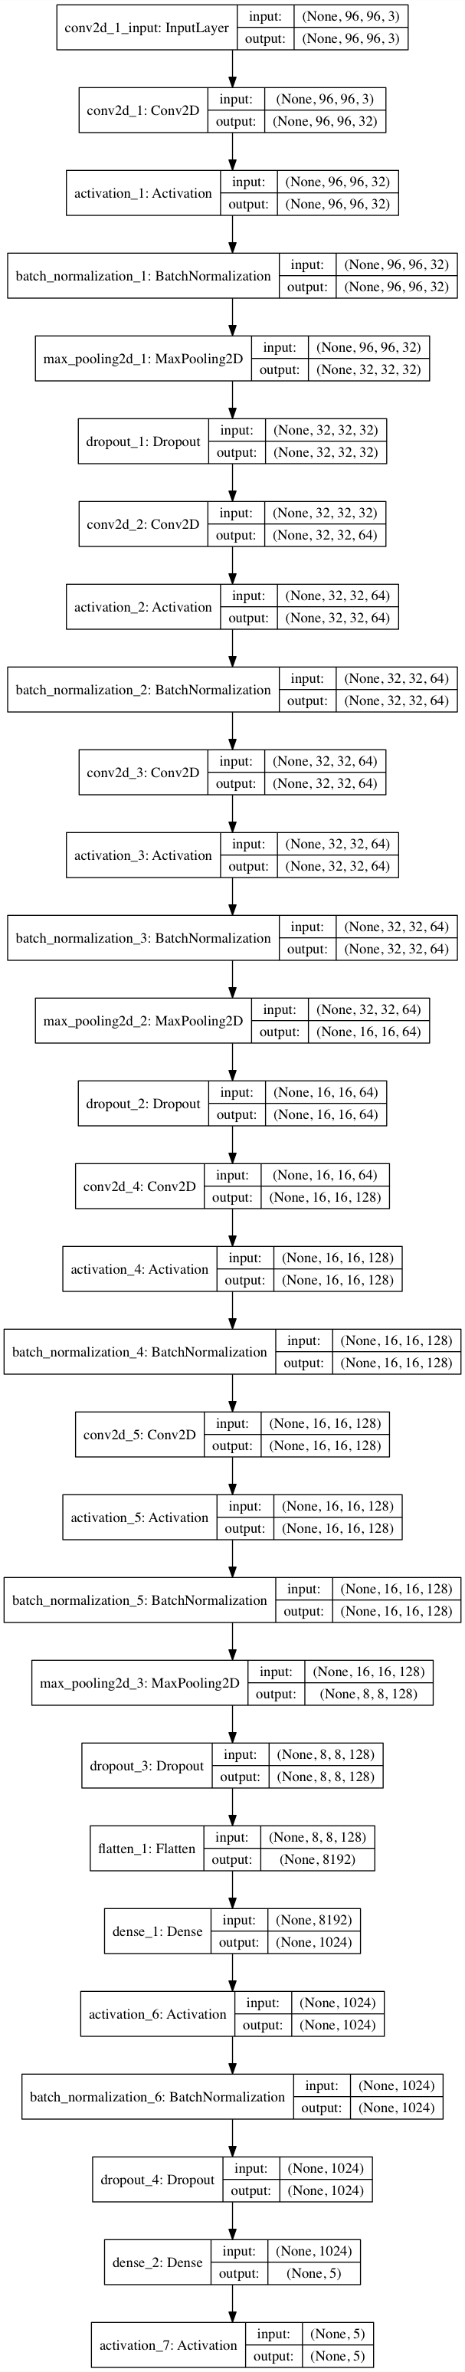 conv2d_1_input: InputLayer
input: (None, 96, 96, 3)
output: (None, 96, 96, 3)
conv2d_1: Conv2D
input: (None, 96, 96, 3)
output: (None, 96, 96, 32)
activation_1: Activation
input: (None, 96, 96, 32)
output: (None, 96, 96, 32)
batch_normalization_1: BatchNormalization
input: (None, 96, 96, 32)
output: (None, 96, 96, 32)
max_pooling2d_1: MaxPooling2D
input: (None, 96, 96, 32)
output: (None, 32, 32, 32)
dropout_1: Dropout
input: (None, 32, 32, 32)
output: (None, 32, 32, 32)
conv2d_2: Conv2D
input: (None, 32, 32, 32)
output: (None, 32, 32, 64)
activation_2: Activation
input: (None, 32, 32, 64)
output: (None, 32, 32, 64)
batch_normalization_2: BatchNormalization
input: (None, 32, 32, 64)
output: (None, 32, 32, 64)
conv2d_3: Conv2D
input: (None, 32, 32, 64)
output: (None, 32, 32, 64)
activation_3: Activation
input: (None, 32, 32, 64)
output: (None, 32, 32, 64)
batch_normalization_3: BatchNormalization
input: (None, 32, 32, 64)
output: (None, 32, 32, 64)
max_pooling2d_2: MaxPooling2D
input: (None, 32, 32, 64)
output: (None, 16, 16, 64)
dropout_2: Dropout
input: (None, 16, 16, 64)
output: (None, 16, 16, 64)
conv2d_4: Conv2D
input: (None, 16, 16, 64)
output: (None, 16, 16, 128)
activation_4: Activation
input: (None, 16, 16, 128)
output: (None, 16, 16, 128)
batch_normalization_4: BatchNormalization
input: (None, 16, 16, 128)
output: (None, 16, 16, 128)
conv2d_5: Conv2D
input: (None, 16, 16, 128)
output: (None, 16, 16, 128)
activation_5: Activation
input: (None, 16, 16, 128)
output: (None, 16, 16, 128)
batch_normalization_5: BatchNormalization
input: (None, 16, 16, 128)
output: (None, 16, 16, 128)
max_pooling2d_3: MaxPooling2D
input: (None, 16, 16, 128)
output: (None, 8, 8, 128)
dropout_3: Dropout
input: (None, 8, 8, 128)
output: (None, 8, 8, 128)
flatten_1: Flatten
input: (None, 8, 8, 128)
output: (None, 8192)
dense_1: Dense
input: (None, 8192)
output: (None, 1024)
activation_6: Activation
input: (None, 1024)
output: (None, 1024)
batch_normalization_6: BatchNormalization
input: (None, 1024)
output: (None, 1024)
dropout_4: Dropout
input: (None, 1024)
output: (None, 1024)
dense_2: Dense
input: (None, 1024)
output: (None, 5)
activation_7: Activation
input: (None, 5)
output: (None, 5)